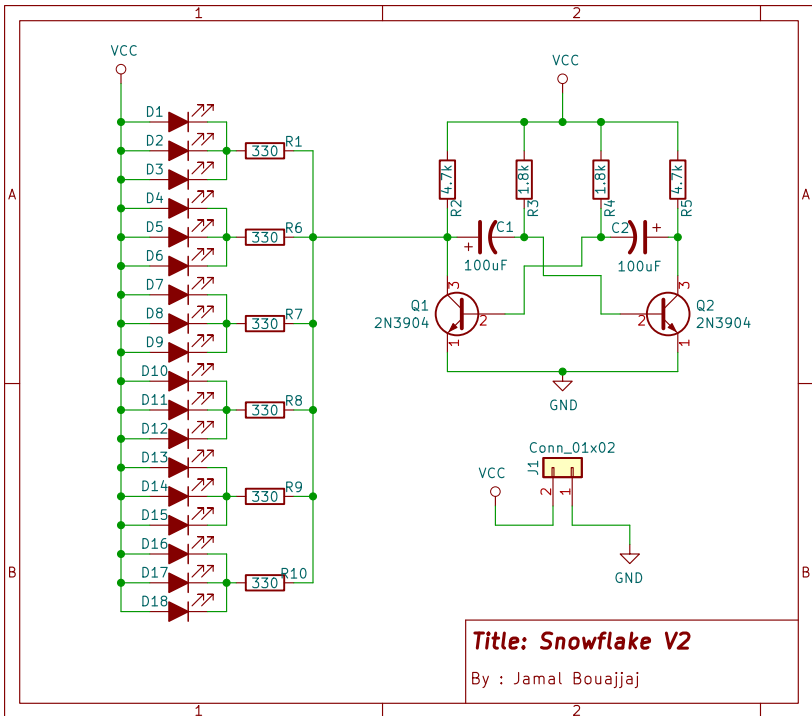 1
2
VCC
VCC
D1
330
R1
D2
D3
A
4.7k
R2
1.8k
R3
1.8k
R4
4.7k
R5
A
D4
D5
330
R6
D6
+
C1
100uF
C2
+
100uF
D7
D8
330
R7
D9
3
Q1
2N3904
2
1
3
2
Q2
2N3904
1
GND
D10
D11
330
R8
D12
Conn_01x02
J1
2
1
VCC
GND
D13
D14
330
R9
D15
B
B
D16
D17
330
R10
D18
Title: Snowflake V2
By : Jamal Bouajjaj
1
2